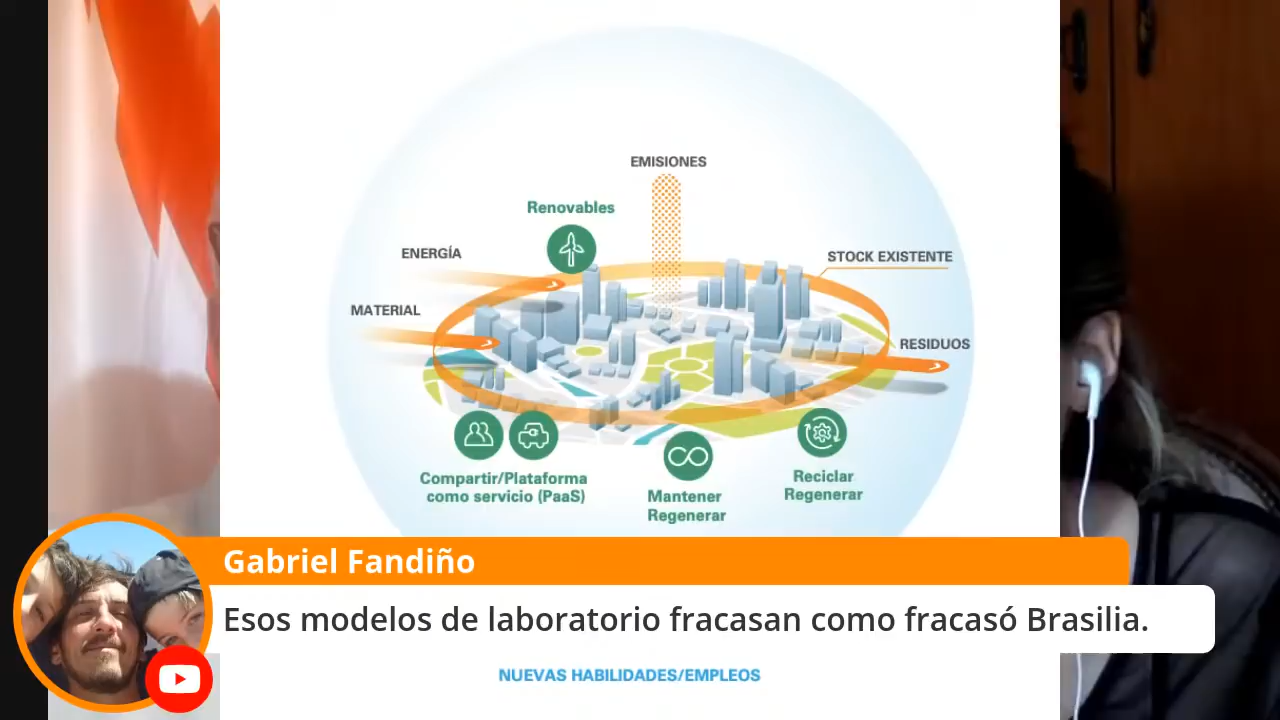 EMISIONES
Renovables
ENERGÍA
STOCK EXISTENTE
MATERIAL
RESIDUOS
Compartir/Plataforma
como servicio (PaaS)
Mantener
Regenerar
Reciclar
Regenerar
Gabriel Fandiño
Esos modelos de laboratorio fracasan como fracasó Brasilia.
NUEVAS HABILIDADES/EMPLEOS